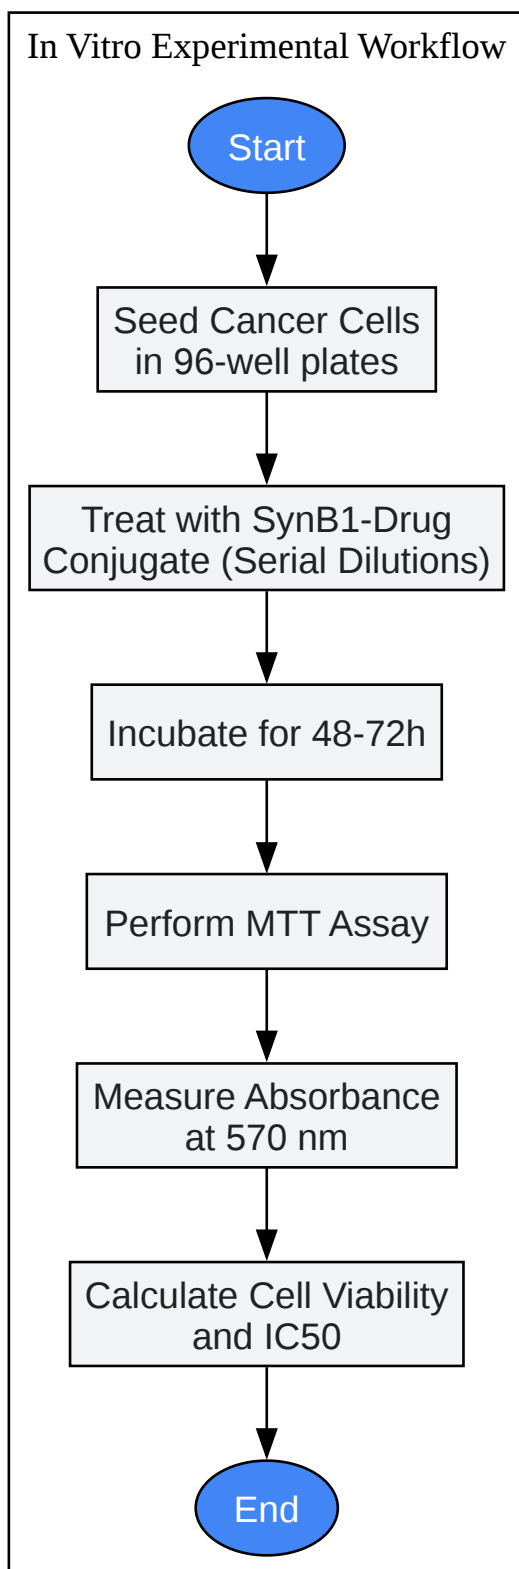 In Vitro Experimental Workflow
Start
Seed Cancer Cells
in 96-well plates
Treat with SynB1-Drug
Conjugate (Serial Dilutions)
Incubate for 48-72h
Perform MTT Assay
Measure Absorbance
at 570 nm
Calculate Cell Viability
and IC50
End